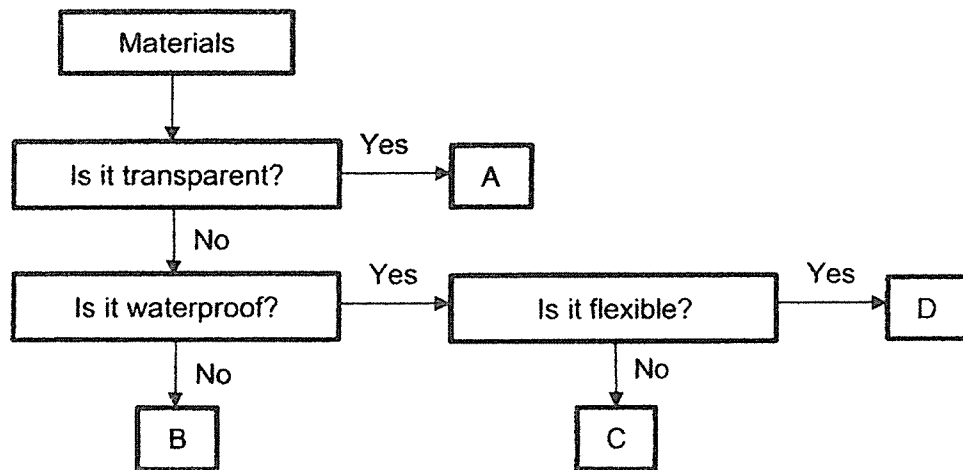 Materials
Yes
Is it transparent?
A
No
Yes
Yes
Is it waterproof?
Is it flexible?
D
No
No
B
C